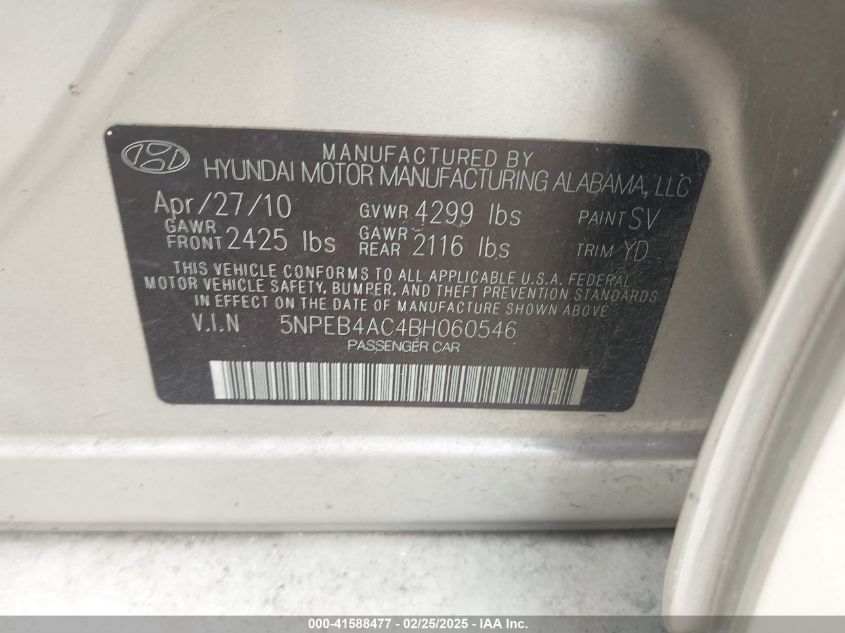 MANUFACTURED BY
HYUNDAI MOTOR MANUFACTURING ALABAMA, LLC
Apr/27/10 GVWR 4299 lbs PAINT SV
GAWR FRONT 2425 lbs GAWR REAR 2116 lbs TRIM YD
THIS VEHICLE CONFORMS TO ALL APPLICABLE U.S.A. FEDERAL
MOTOR VEHICLE SAFETY, BUMPER, AND THEFT PREVENTION STANDARDS
IN EFFECT ON THE DATE OF MANUFACTURE SHOWN ABOVE.
V.I.N 5NPEB4AC4BH060546
PASSENGER CAR
000-41588477 - 02/25/2025 - IAA Inc.